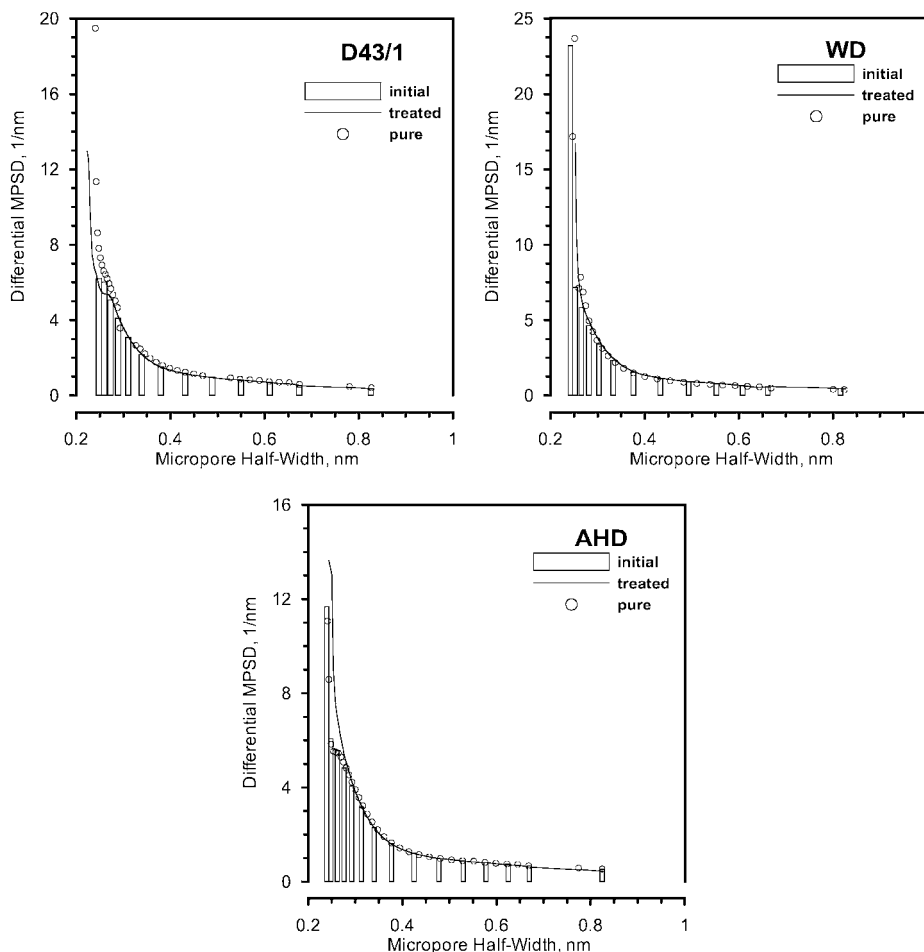 D43/1
initial
treated
pure
Differential MPSD, 1/nm
20
16
12
8
4
0
0.2 0.4 0.6 0.8 1
Micropore Half-Width, nm
WD
initial
treated
pure
Differential MPSD, 1/nm
25
20
15
10
5
0
0.2 0.4 0.6 0.8
Micropore Half-Width, nm
AHD
initial
treated
pure
Differential MPSD, 1/nm
16
12
8
4
0
0.2 0.4 0.6 0.8 1
Micropore Half-Width, nm